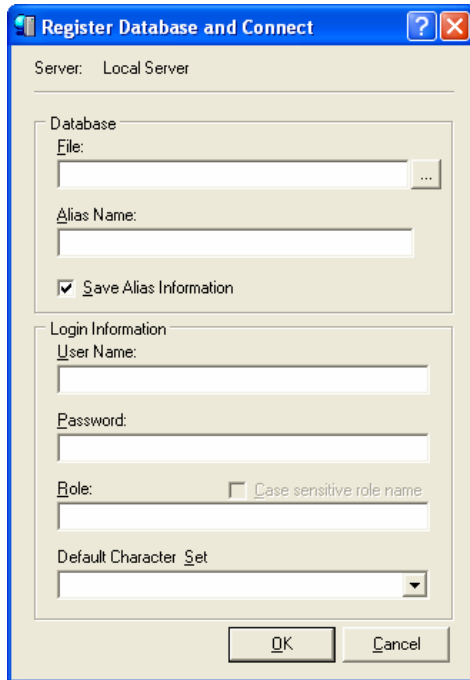 Register Database and Connect
Server: Local Server
Database
File:
...
Alias Name:
Save Alias Information
Login Information
User Name:
Password:
Role: Case sensitive role name
Default Character Set
OK Cancel